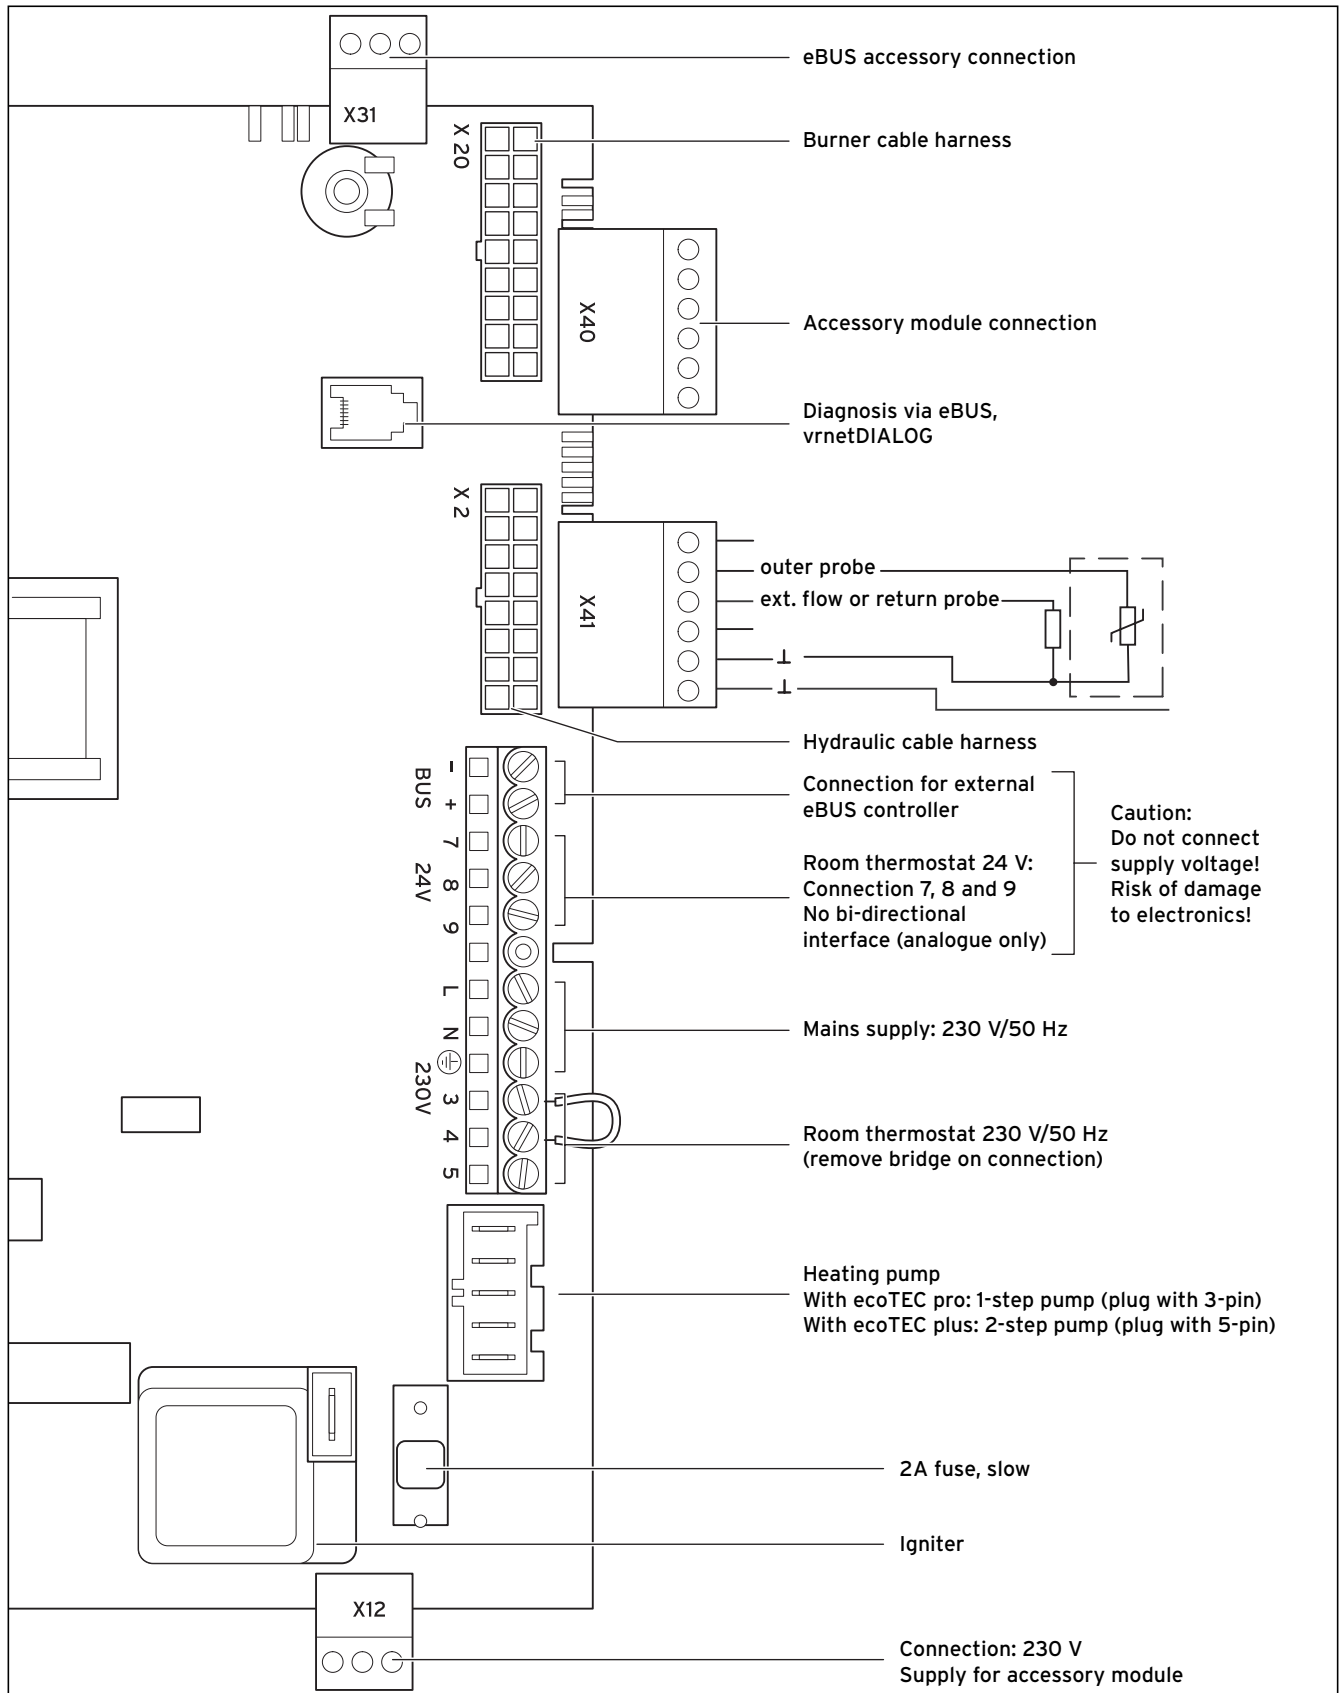 eBUS accessory connection
X31
Burner cable harness
X 20
X40
Accessory module connection
Diagnosis via eBUS,
vrnetDIALOG
X 2
X41
outer probe
ext. flow or return probe
Hydraulic cable harness
BUS
-
+
Connection for external
eBUS controller
24V
7
8
9
Room thermostat 24 V:
Connection 7, 8 and 9
No bi-directional
interface (analogue only)
Caution:
Do not connect
supply voltage!
Risk of damage
to electronics!
L
N
Mains supply: 230 V/50 Hz
230V
3
4
5
Room thermostat 230 V/50 Hz
(remove bridge on connection)
Heating pump
With ecoTEC pro: 1-step pump (plug with 3-pin)
With ecoTEC plus: 2-step pump (plug with 5-pin)
2A fuse, slow
Igniter
X12
Connection: 230 V
Supply for accessory module